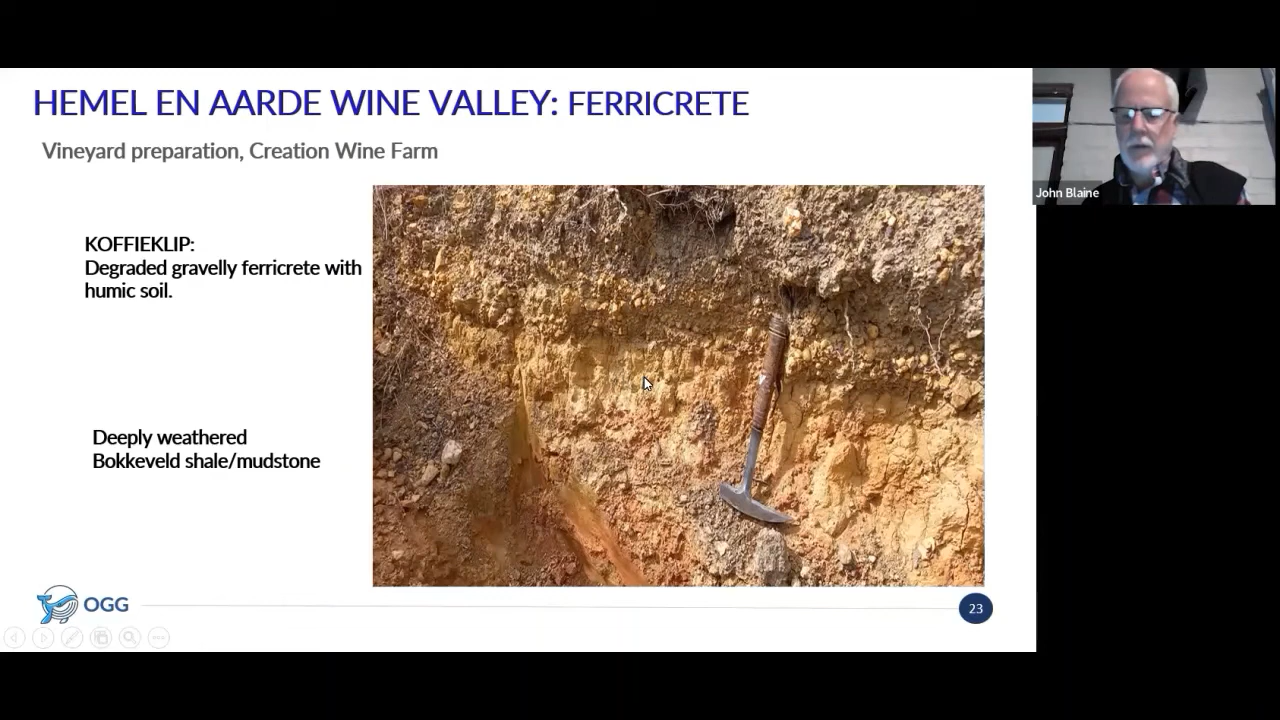 HEMEL EN AARDE WINE VALLEY: FERRICRETE
Vineyard preparation, Creation Wine Farm
KOFFIEKLIP:
Degraded gravelly ferricrete with
humic soil.
Deeply weathered
Bokkeveld shale/mudstone
OGG
23
John Blaine